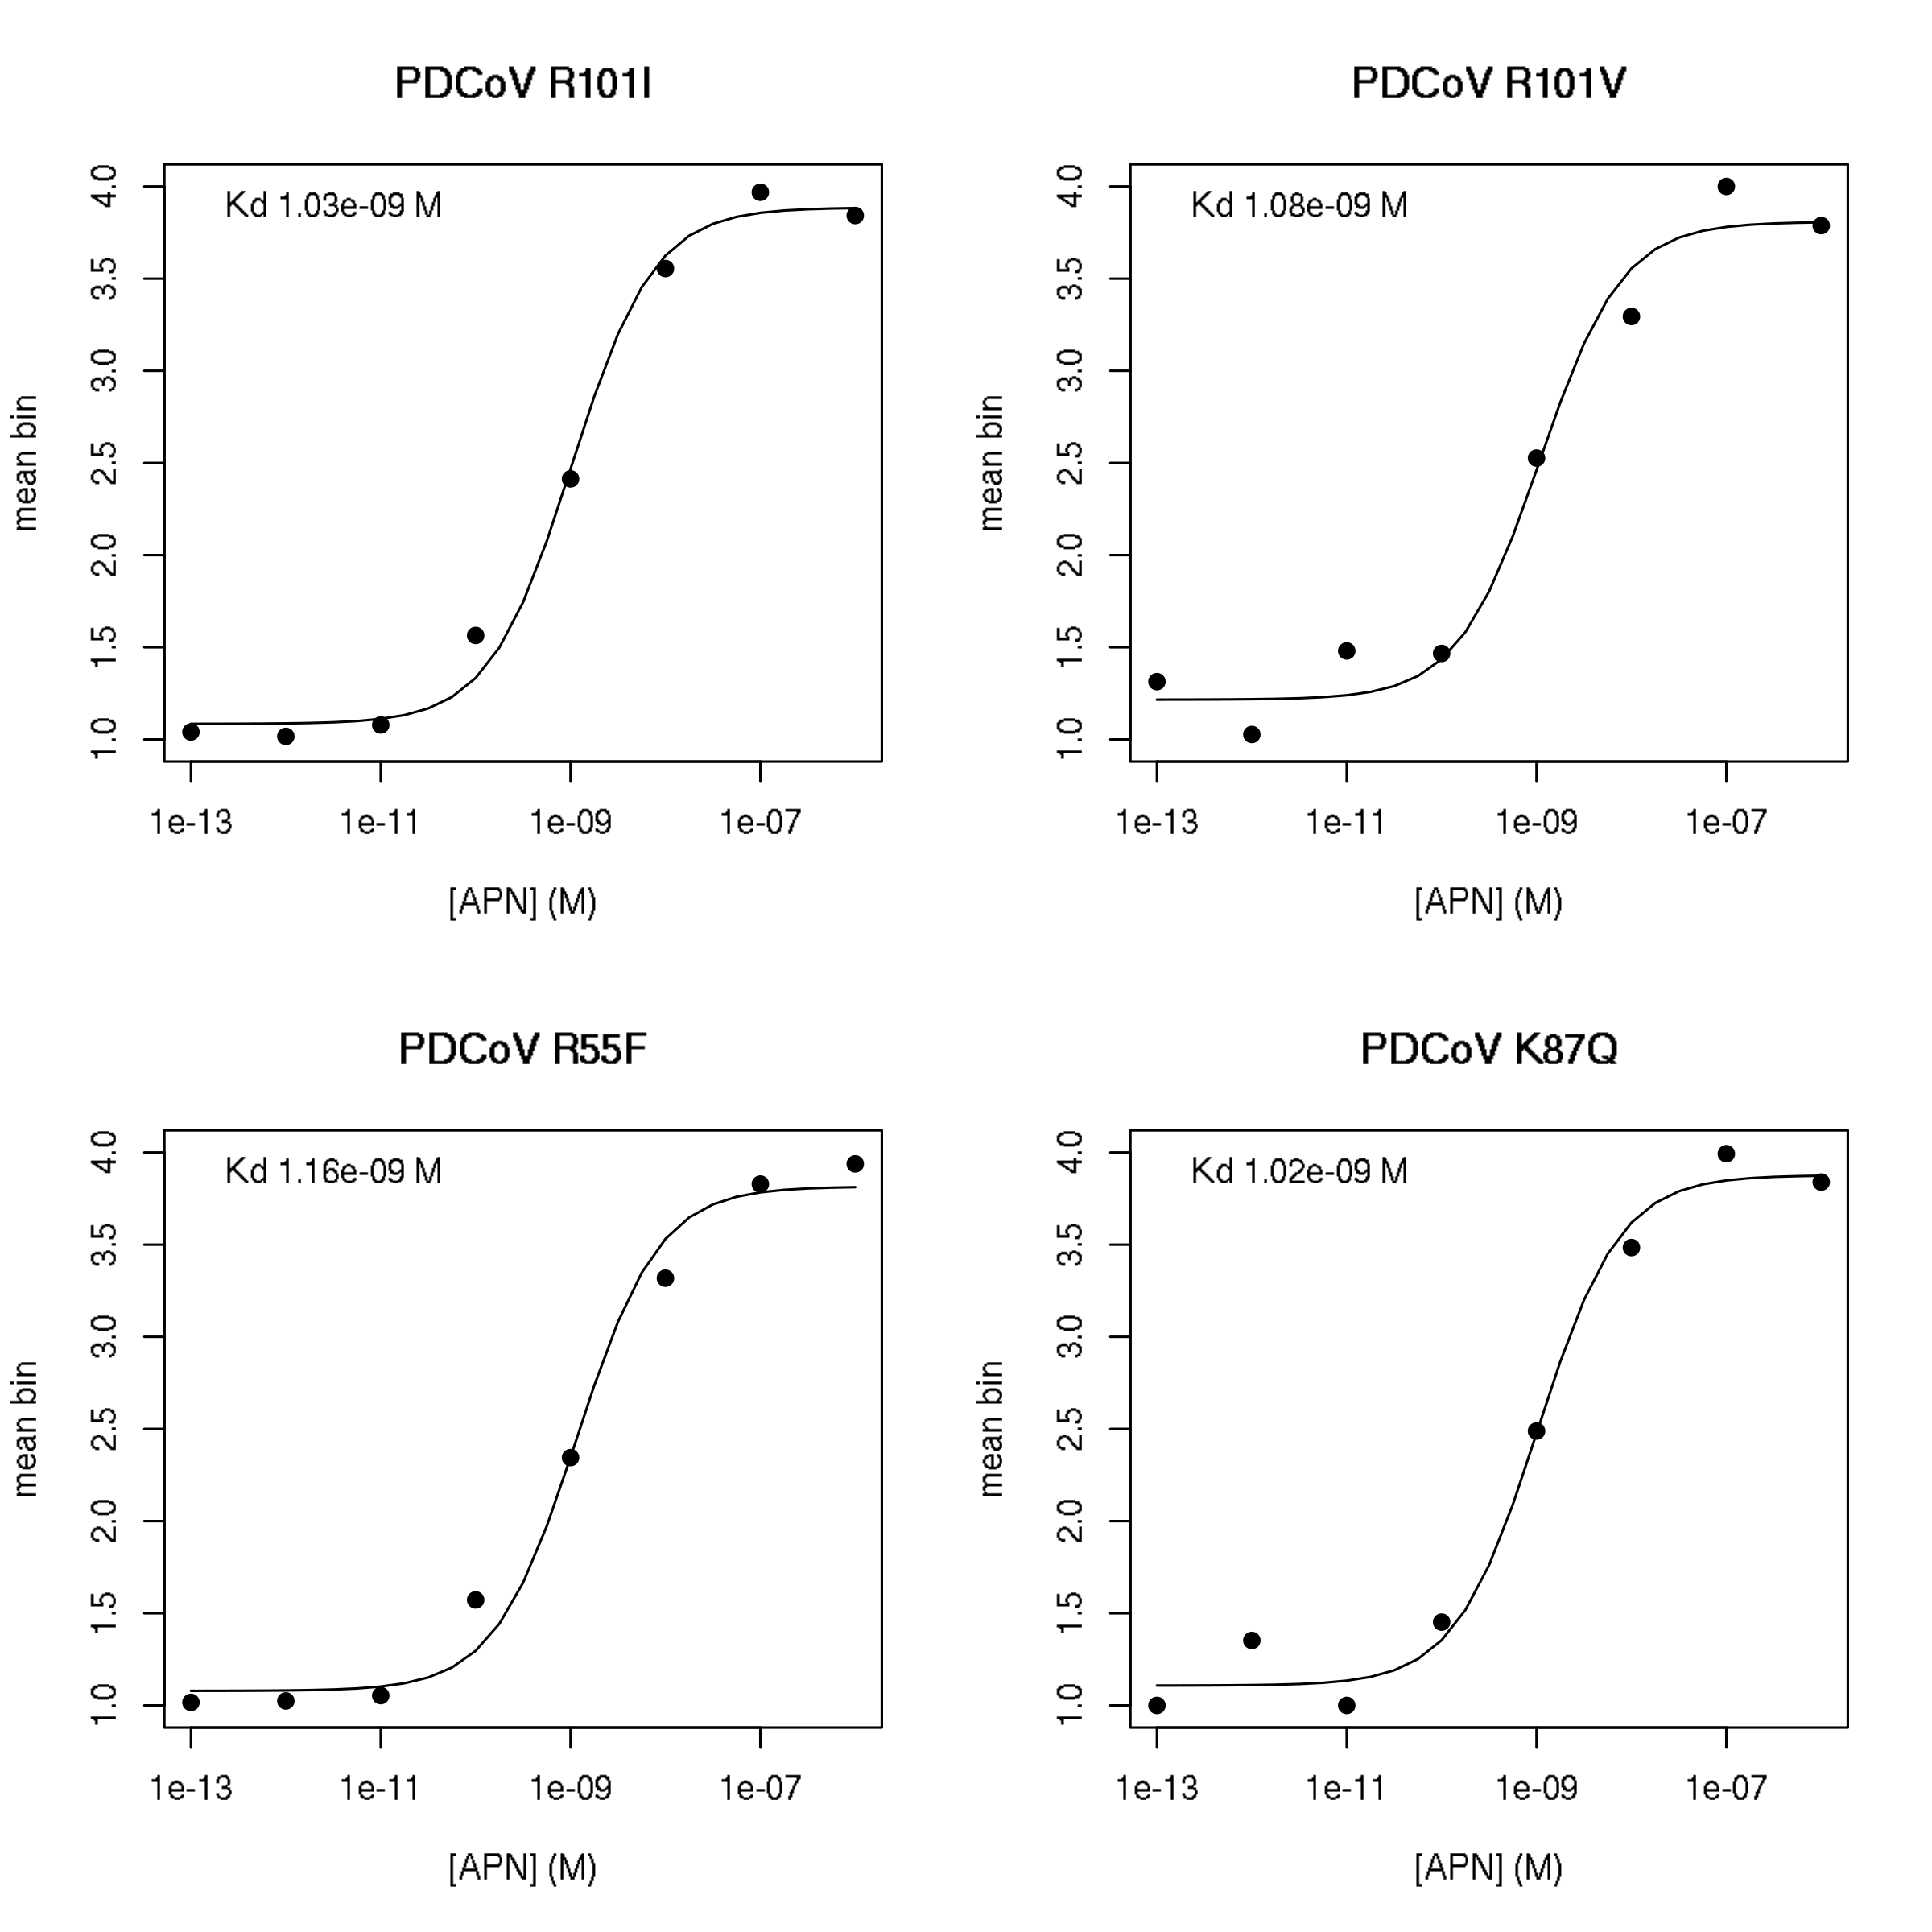 PDCoV R101I
Kd 1.03e-09 M
mean bin
4.0
3.5
3.0
2.5
2.0
1.5
1.0
1e-13 1e-11 1e-09 1e-07
[APN] (M)
PDCoV R101V
Kd 1.08e-09 M
mean bin
4.0
3.5
3.0
2.5
2.0
1.5
1.0
1e-13 1e-11 1e-09 1e-07
[APN] (M)
PDCoV R55F
Kd 1.16e-09 M
mean bin
4.0
3.5
3.0
2.5
2.0
1.5
1.0
1e-13 1e-11 1e-09 1e-07
[APN] (M)
PDCoV K87Q
Kd 1.02e-09 M
mean bin
4.0
3.5
3.0
2.5
2.0
1.5
1.0
1e-13 1e-11 1e-09 1e-07
[APN] (M)